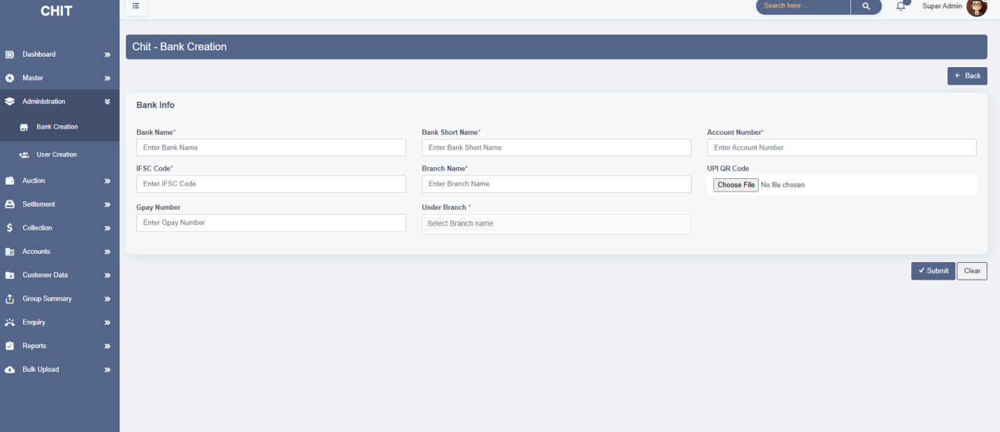 CHIT
Search here ...
Super Admin
Dashboard
Master
Administration
Bank Creation
User Creation
Auction
Settlement
Collection
Accounts
Customer Data
Group Summary
Enquiry
Reports
Bulk Upload
Chit - Bank Creation
Back
Bank Info
Bank Name* Bank Short Name* Account Number*
Enter Bank Name Enter Bank Short Name Enter Account Number
IFSC Code* Branch Name* UPI QR Code
Enter IFSC Code Enter Branch Name Choose File No file chosen
Gpay Number Under Branch *
Enter Gpay Number Select Branch name
Submit Clear